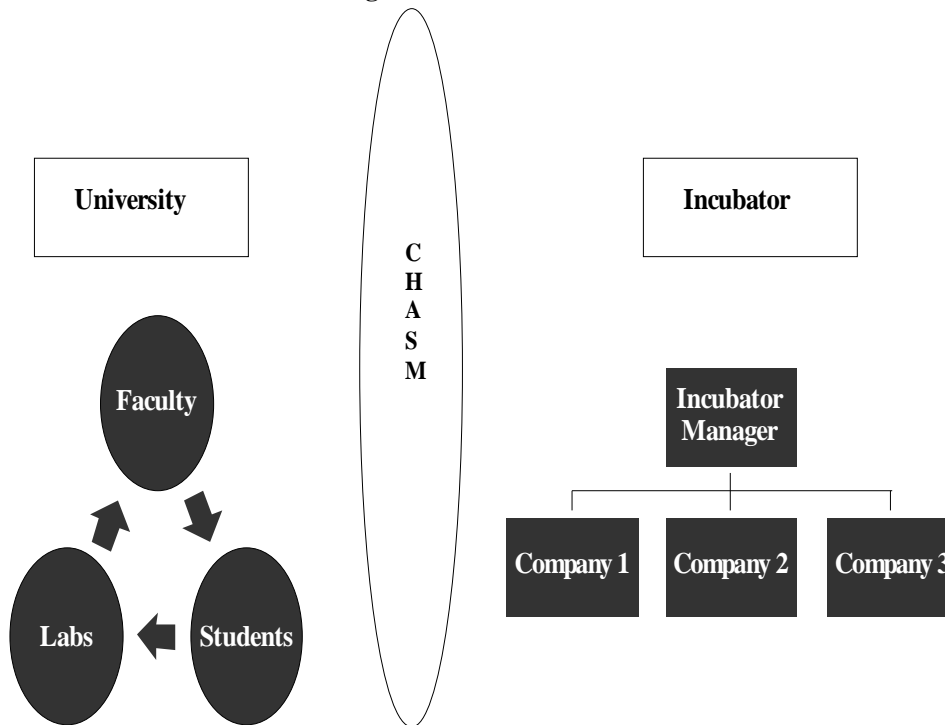 University
Incubator
C
H
A
S
M
Faculty
Labs
Students
Incubator
Manager
Company 1
Company 2
Company 3